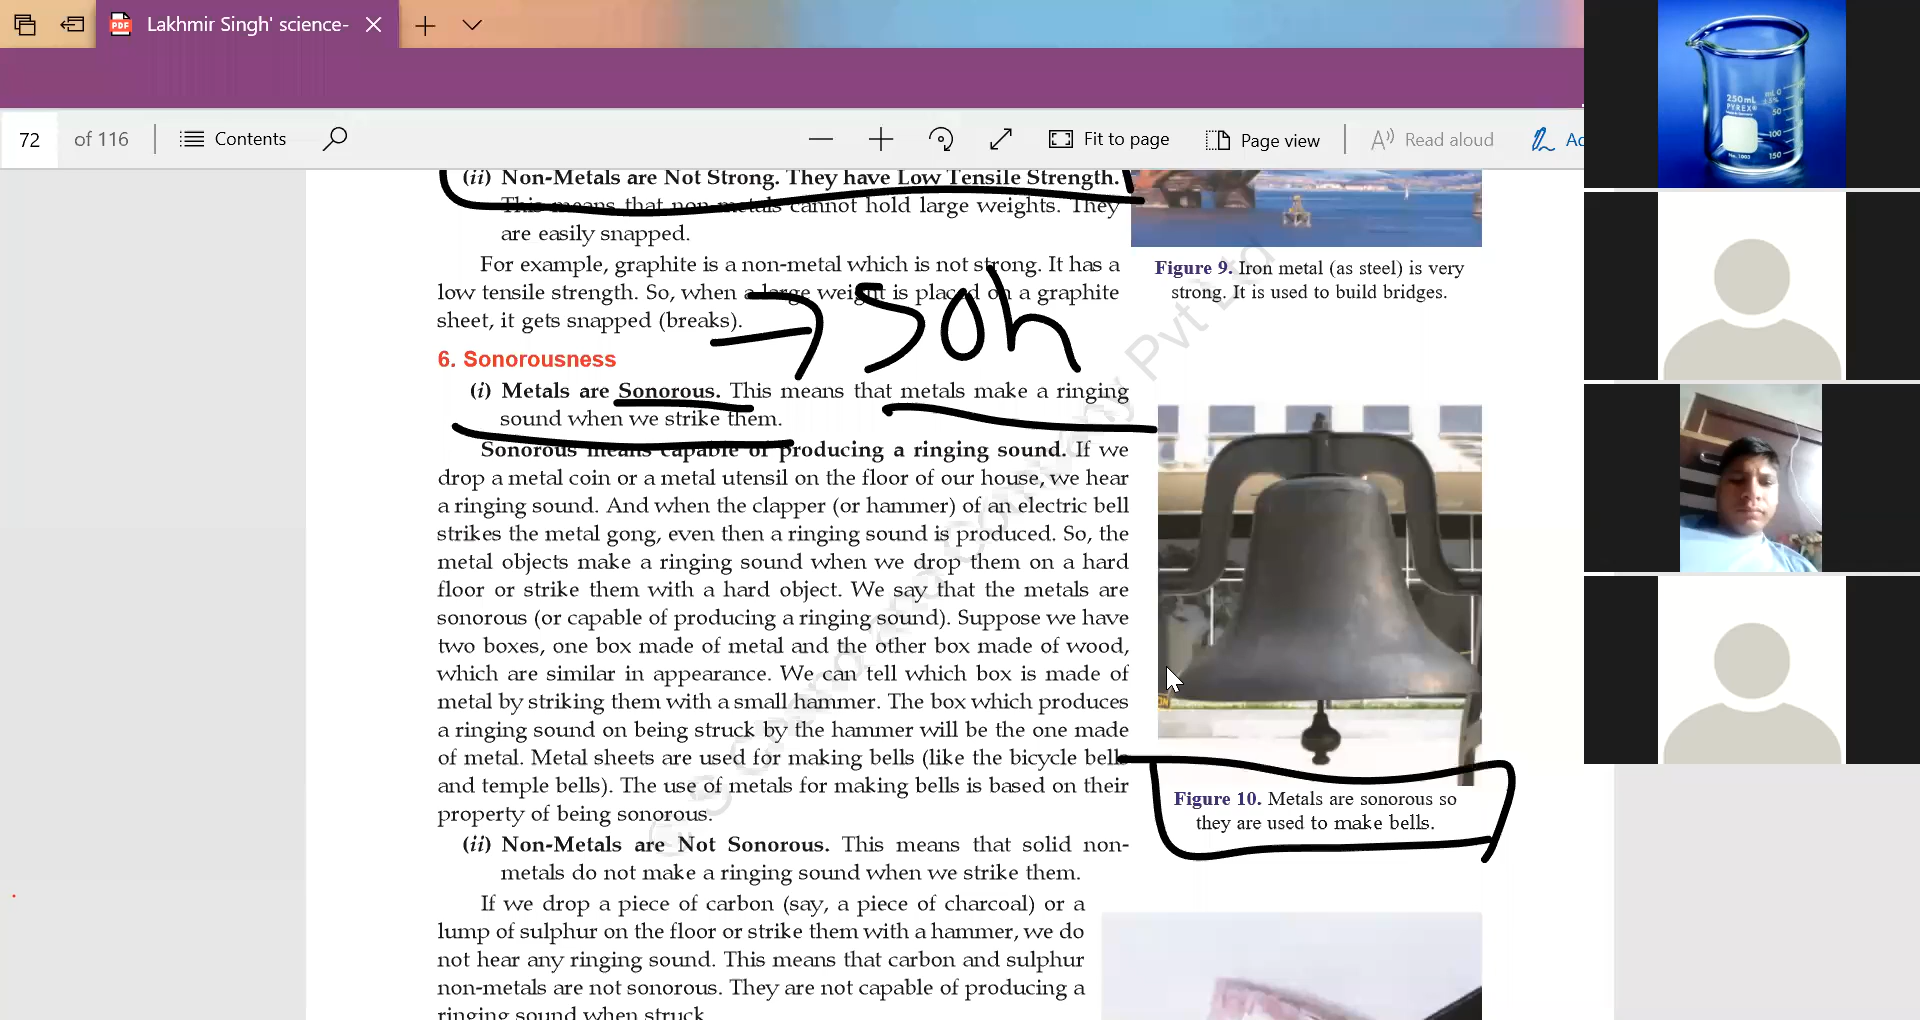 Lakhmir Singh' science-
72 of 116 Contents Fit to page Page view Read aloud
(ii) Non-Metals are Not Strong. They have Low Tensile Strength.
This means that non-metals cannot hold large weights. They
are easily snapped.
For example, graphite is a non-metal which is not strong. It has a
low tensile strength. So, when a large weight is placed on a graphite
sheet, it gets snapped (breaks).
Figure 9. Iron metal (as steel) is very
strong. It is used to build bridges.
6. Sonorousness
(i) Metals are Sonorous. This means that metals make a ringing
sound when we strike them.
Sonorous means capable of producing a ringing sound. If we
drop a metal coin or a metal utensil on the floor of our house, we hear
a ringing sound. And when the clapper (or hammer) of an electric bell
strikes the metal gong, even then a ringing sound is produced. So, the
metal objects make a ringing sound when we drop them on a hard
floor or strike them with a hard object. We say that the metals are
sonorous (or capable of producing a ringing sound). Suppose we have
two boxes, one box made of metal and the other box made of wood,
which are similar in appearance. We can tell which box is made of
metal by striking them with a small hammer. The box which produces
a ringing sound on being struck by the hammer will be the one made
of metal. Metal sheets are used for making bells (like the bicycle bells
and temple bells). The use of metals for making bells is based on their
property of being sonorous.
Figure 10. Metals are sonorous so
they are used to make bells.
(ii) Non-Metals are Not Sonorous. This means that solid non-
metals do not make a ringing sound when we strike them.
If we drop a piece of carbon (say, a piece of charcoal) or a
lump of sulphur on the floor or strike them with a hammer, we do
not hear any ringing sound. This means that carbon and sulphur
non-metals are not sonorous. They are not capable of producing a
ringing sound when struck
250mL
PYREX
50
100
150
No. 1003